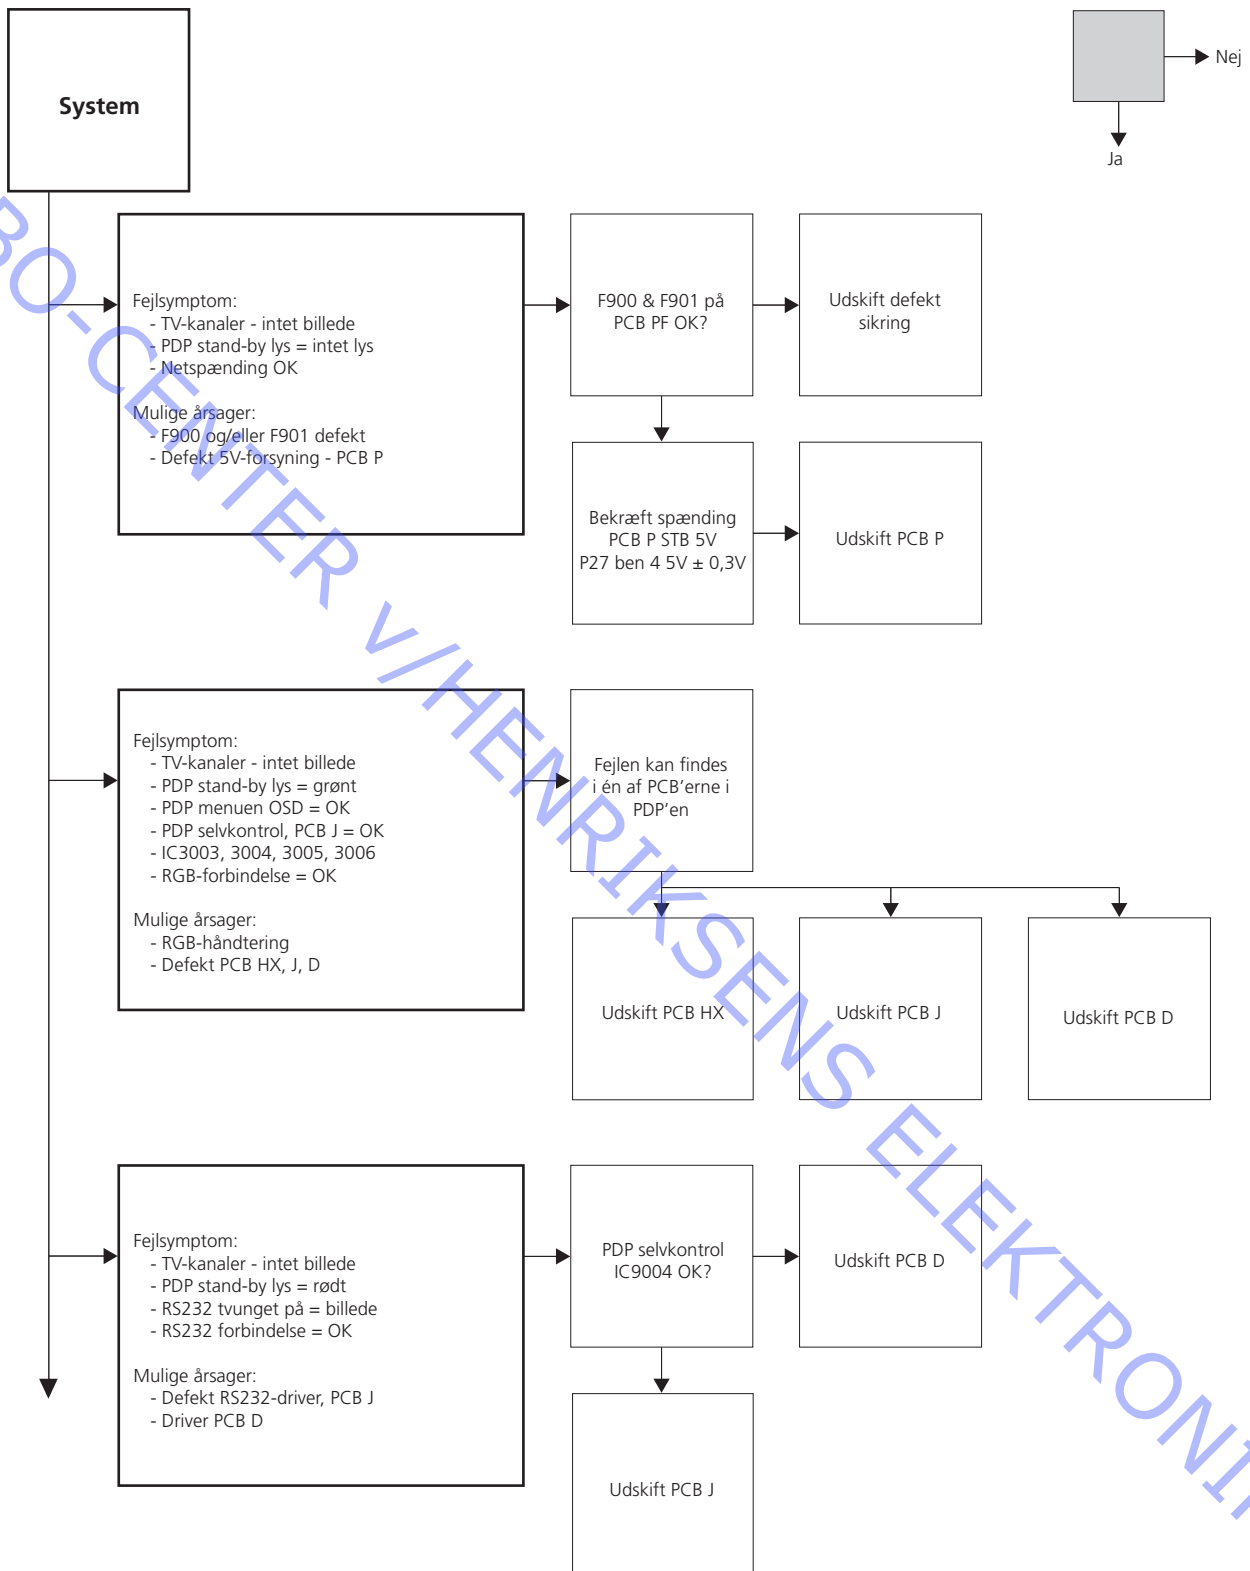 System
Nej
Ja
Fejlsymptom:
- TV-kanaler - intet billede
- PDP stand-by lys = intet lys
- Netspænding OK
Mulige årsager:
- F900 og/eller F901 defekt
- Defekt 5V-forsyning - PCB P
F900 & F901 på
PCB PF OK?
Udskift defekt
sikring
Bekræft spænding
PCB P STB 5V
P27 ben 4 5V ± 0,3V
Udskift PCB P
Fejlsymptom:
- TV-kanaler - intet billede
- PDP stand-by lys = grønt
- PDP menuen OSD = OK
- PDP selvkontrol, PCB J = OK
- IC3003, 3004, 3005, 3006
- RGB-forbindelse = OK
Mulige årsager:
- RGB-håndtering
- Defekt PCB HX, J, D
Fejlen kan findes
i én af PCB’erne i
PDP’en
Udskift PCB HX
Udskift PCB J
Udskift PCB D
Fejlsymptom:
- TV-kanaler - intet billede
- PDP stand-by lys = rødt
- RS232 tvunget på = billede
- RS232 forbindelse = OK
Mulige årsager:
- Defekt RS232-driver, PCB J
- Driver PCB D
PDP selvkontrol
IC9004 OK?
Udskift PCB D
Udskift PCB J
BO-CENTER v/HENRIKSENS ELEKTRONIK